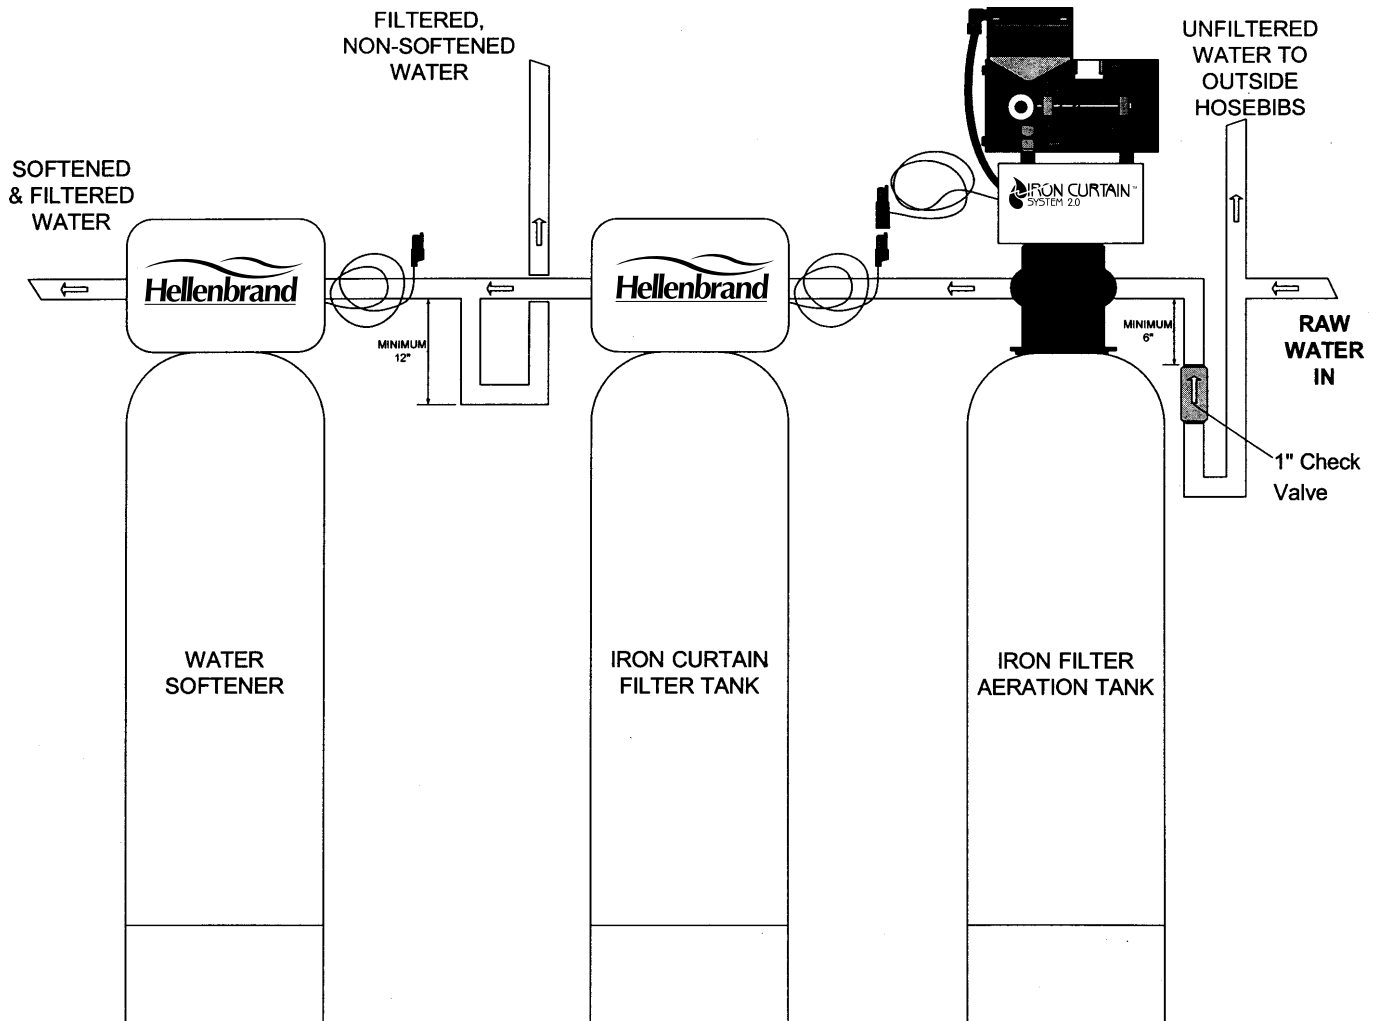 FILTERED,
NON-SOFTENED
WATER
UNFILTERED
WATER TO
OUTSIDE
HOSEBIBS
SOFTENED
& FILTERED
WATER
IRON CURTAIN™
SYSTEM 2.0
Hellenbrand
Hellenbrand
MINIMUM
12"
MINIMUM
6"
RAW
WATER
IN
1" Check
Valve
WATER
SOFTENER
IRON CURTAIN
FILTER TANK
IRON FILTER
AERATION TANK